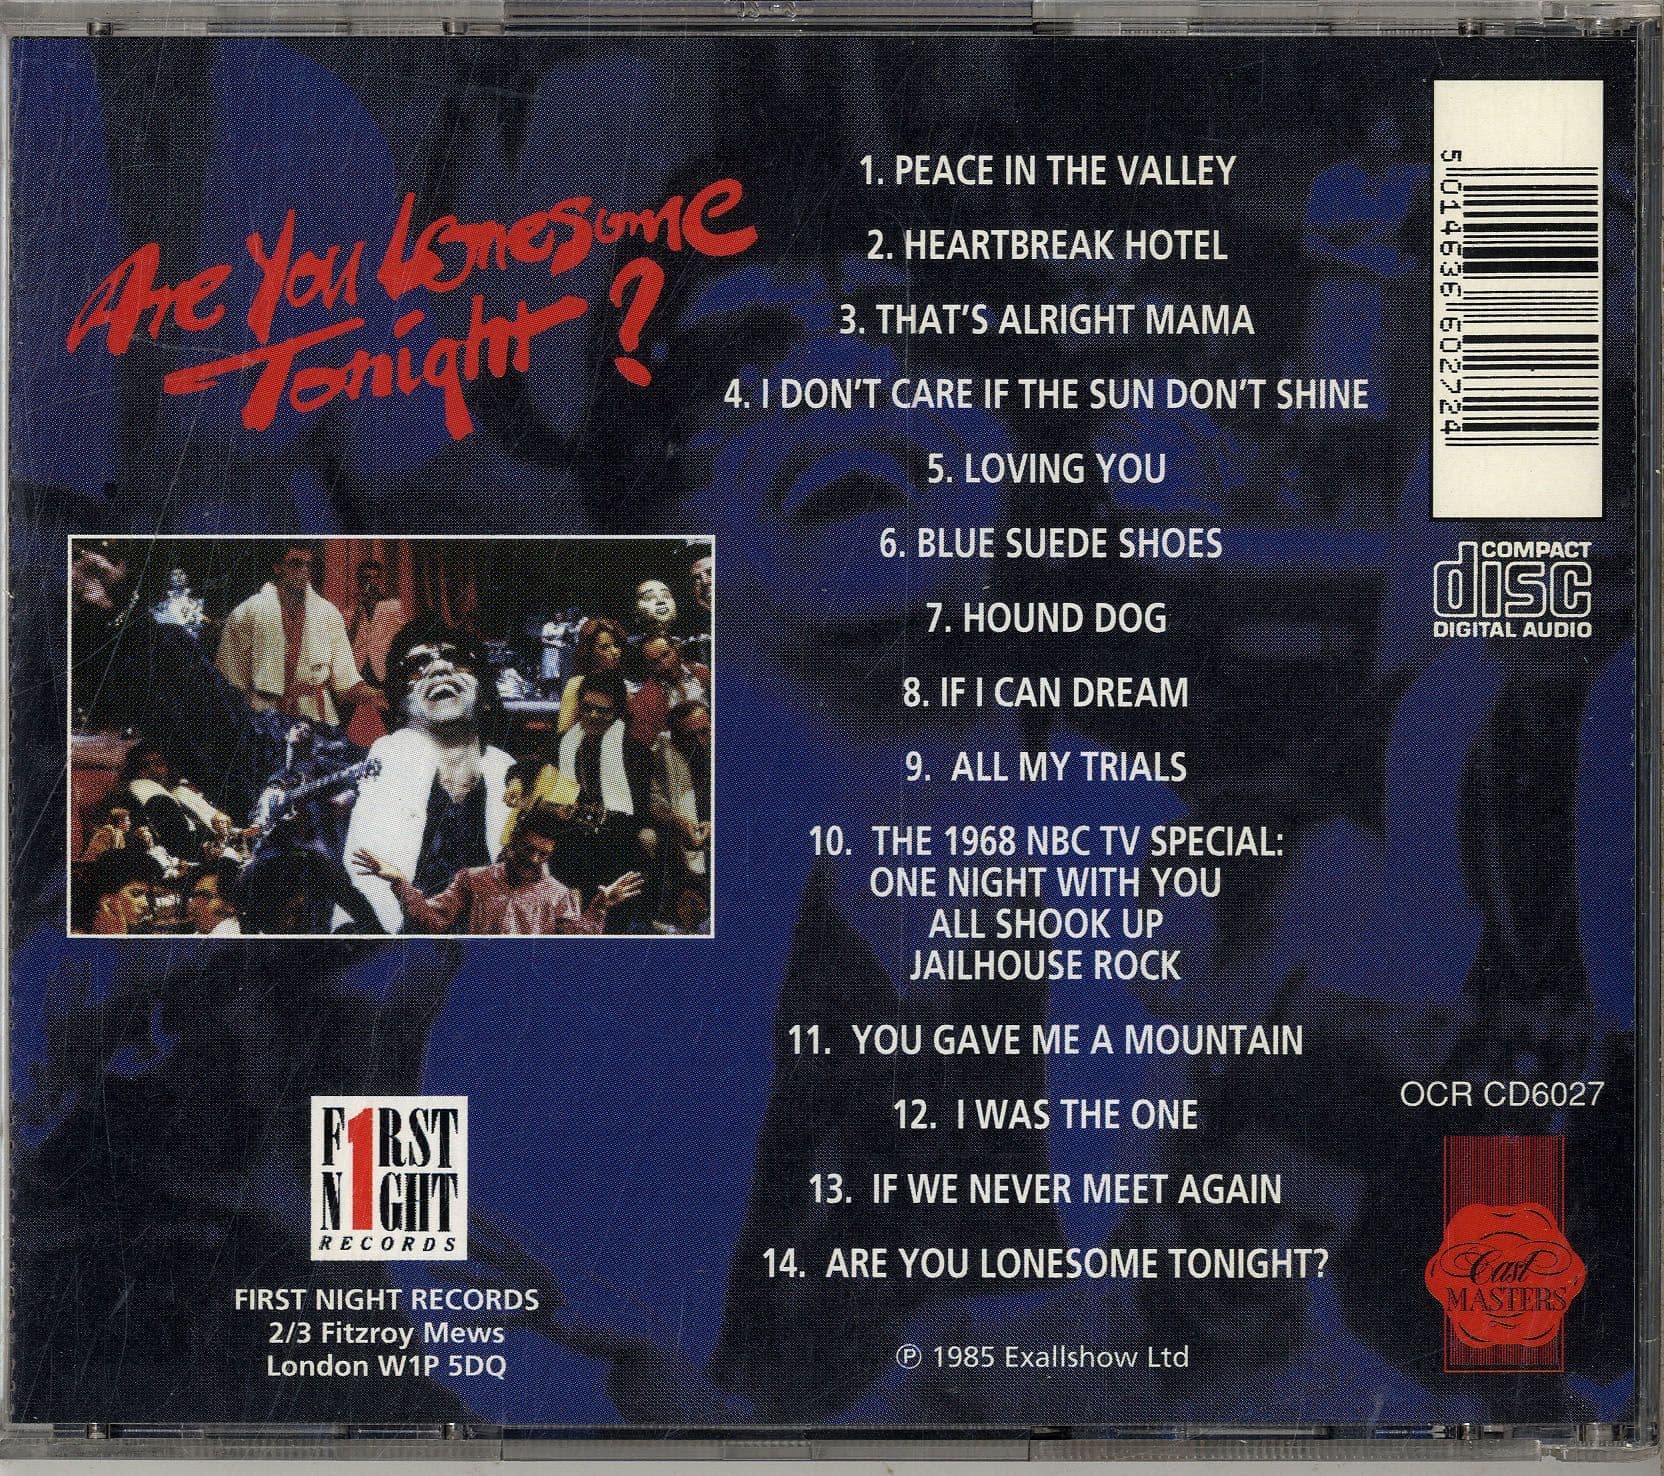 Are You Lonesome
Tonight?
1. PEACE IN THE VALLEY
2. HEARTBREAK HOTEL
3. THAT'S ALRIGHT MAMA
4. I DON'T CARE IF THE SUN DON'T SHINE
5. LOVING YOU
6. BLUE SUEDE SHOES
7. HOUND DOG
8. IF I CAN DREAM
9. ALL MY TRIALS
10. THE 1968 NBC TV SPECIAL:
ONE NIGHT WITH YOU
ALL SHOOK UP
JAILHOUSE ROCK
11. YOU GAVE ME A MOUNTAIN
12. I WAS THE ONE
13. IF WE NEVER MEET AGAIN
14. ARE YOU LONESOME TONIGHT?
℗ 1985 Exallshow Ltd
F1RST
N1GHT
RECORDS
FIRST NIGHT RECORDS
2/3 Fitzroy Mews
London W1P 5DQ
5 014636 602724
COMPACT
disc
DIGITAL AUDIO
OCR CD6027
Cast
MASTERS